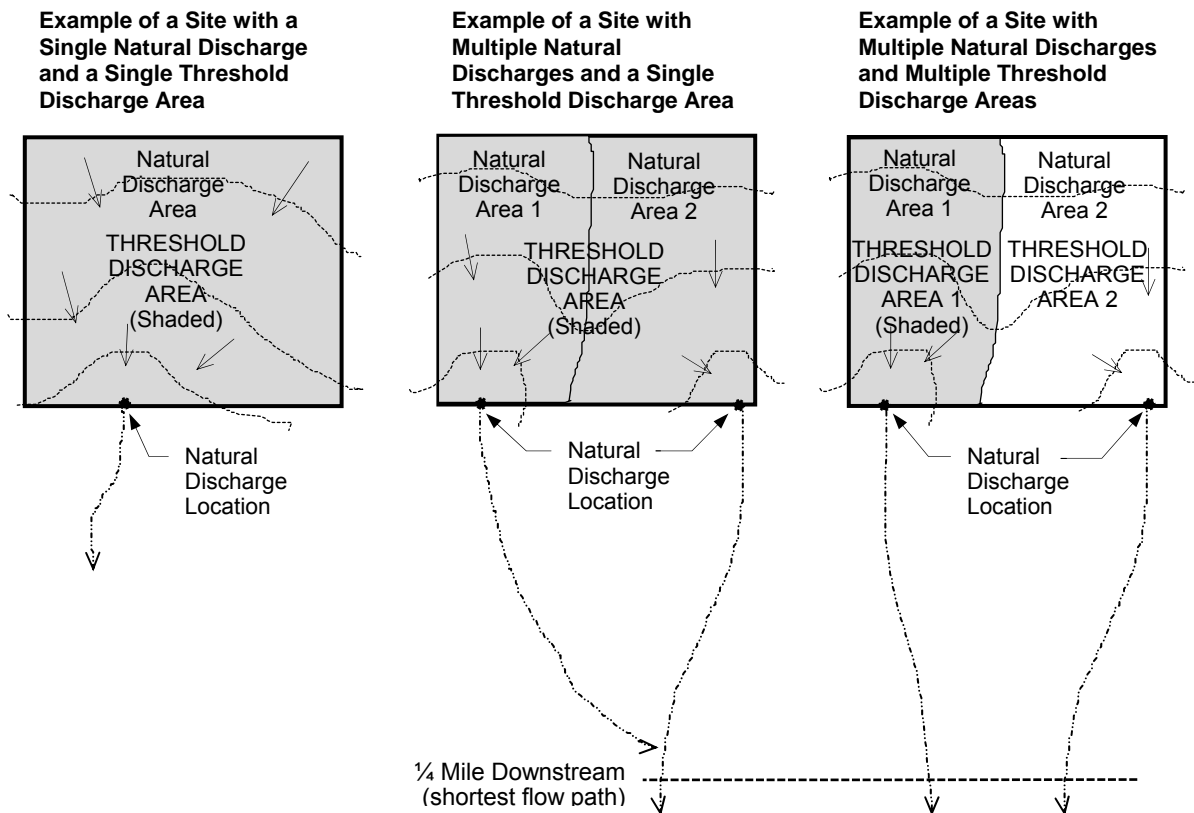 Example of a Site with a
Single Natural Discharge
and a Single Threshold
Discharge Area
Natural
Discharge
Area
THRESHOLD
DISCHARGE
AREA
(Shaded)
Natural
Discharge
Location
Example of a Site with
Multiple Natural
Discharges and a Single
Threshold Discharge Area
Natural
Discharge
Area 1
Natural
Discharge
Area 2
THRESHOLD
DISCHARGE
AREA
(Shaded)
Natural
Discharge
Location
¼ Mile Downstream
(shortest flow path)
Example of a Site with
Multiple Natural Discharges
and Multiple Threshold
Discharge Areas
Natural
Discharge
Area 1
THRESHOLD
DISCHARGE
AREA 1
(Shaded)
Natural
Discharge
Area 2
THRESHOLD
DISCHARGE
AREA 2
Natural
Discharge
Location